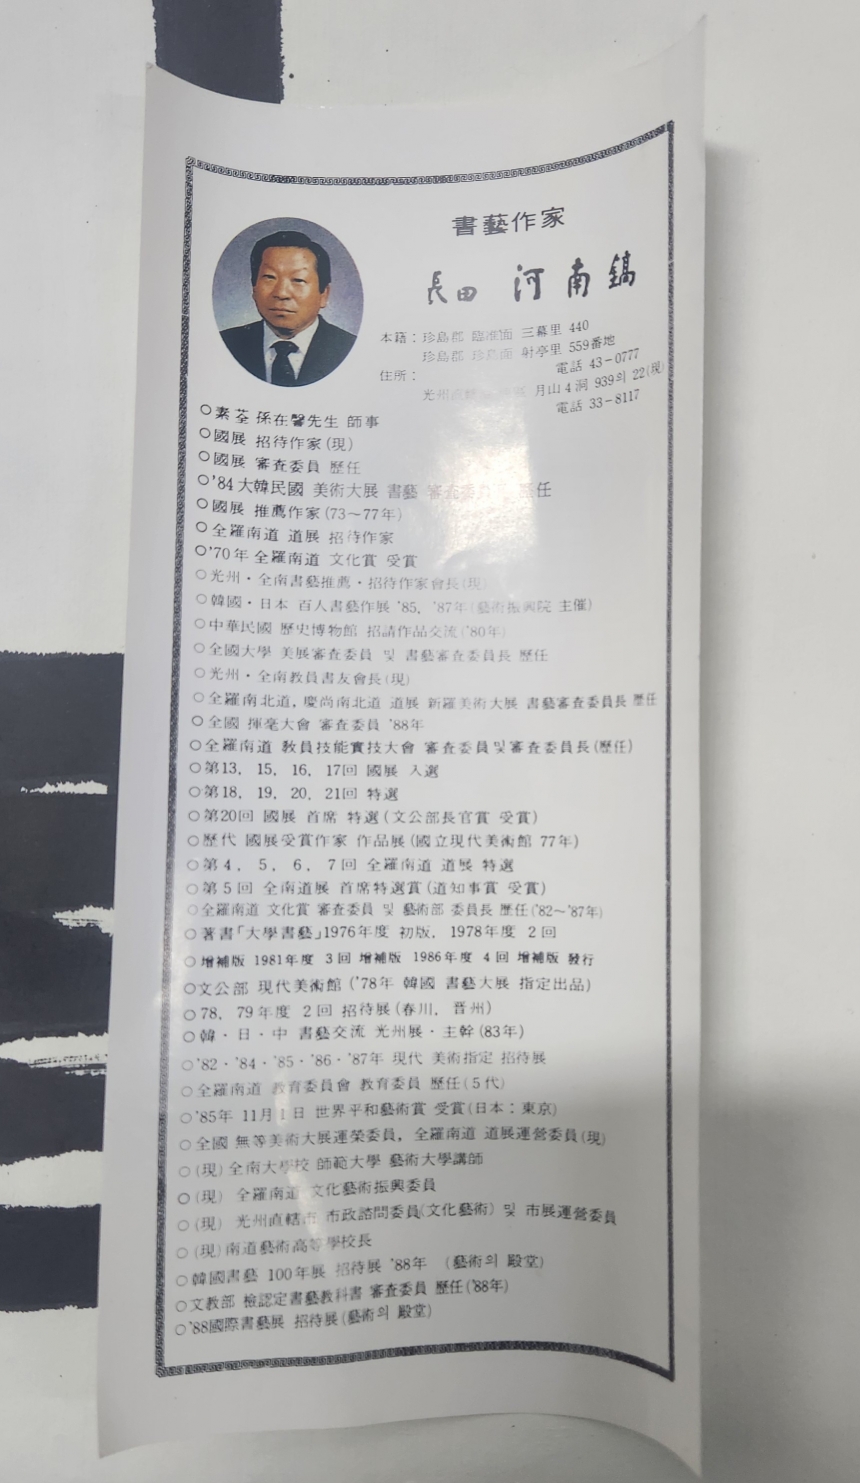 書藝作家
長田 河南鎬
本籍 : 珍島郡 臨淮面 三幕里 440
珍島郡 珍島面 射亭里 559番地
電話 43-0777
住所 :
光州直轄 月山4洞 939의 22(現)
電話 33-8117
○素荃 孫在馨先生 師事
○國展 招待作家(現)
○國展 審査委員 歷任
○'84大韓民國 美術大展 書藝 審査委 歷任
○國展 推薦作家(73~77年)
○全羅南道 道展 招待作家
○'70年 全羅南道 文化賞 受賞
○光州·全南書藝推薦·招待作家會長(現)
○韓國·日本 百人書藝作展 '85, '87年(藝術振興院 主催)
○中華民國 歷史博物館 招請作品交流('80年)
○全國大學 美展審査委員 및 書藝審査委員長 歷任
○光州·全南敎員書友會長(現)
○全羅南北道, 慶尙南北道 道展 新羅美術大展 書藝審査委員長 歷任
○全國 揮毫大會 審査委員 '88年
○全羅南道 敎員技能實技大會 審査委員및審査委員長(歷任)
○第13, 15, 16, 17回 國展 入選
○第18, 19, 20, 21回 特選
○第20回 國展 首席 特選(文公部長官賞 受賞)
○歷代 國展受賞作家 作品展(國立現代美術館 77年)
○第4, 5, 6, 7回 全羅南道 道展 特選
○第5回 全南道展 首席特選賞(道知事賞 受賞)
○全羅南道 文化賞 審査委員 및 藝術部 委員長 歷任('82~'87年)
○著書「大學書藝」1976年度 初版, 1978年度 2回
○增補版 1981年度 3回 增補版 1986年度 4回 增補版 發行
○文公部 現代美術館('78年 韓國 書藝大展 指定出品)
○78, 79年度 2回 招待展(春川, 晋州)
○韓·日·中 書藝交流 光州展·主幹(83年)
○'82·'84·'85·'86·'87年 現代 美術指定 招待展
○全羅南道 敎育委員會 敎育委員 歷任(5代)
○'85年 11月1日 世界平和藝術賞 受賞(日本:東京)
○全國 無等美術大展運榮委員, 全羅南道 道展運營委員(現)
○(現)全南大學校 師範大學 藝術大學講師
○(現) 全羅南道 文化藝術振興委員
○(現) 光州直轄市 市政諮問委員(文化藝術) 및 市展運營委員
○(現)南道藝術高等學校長
○韓國書藝 100年展 招待展 '88年 (藝術의 殿堂)
○文敎部 檢認定書藝敎科書 審査委員 歷任('88年)
○'88國際書藝展 招待展(藝術의 殿堂)